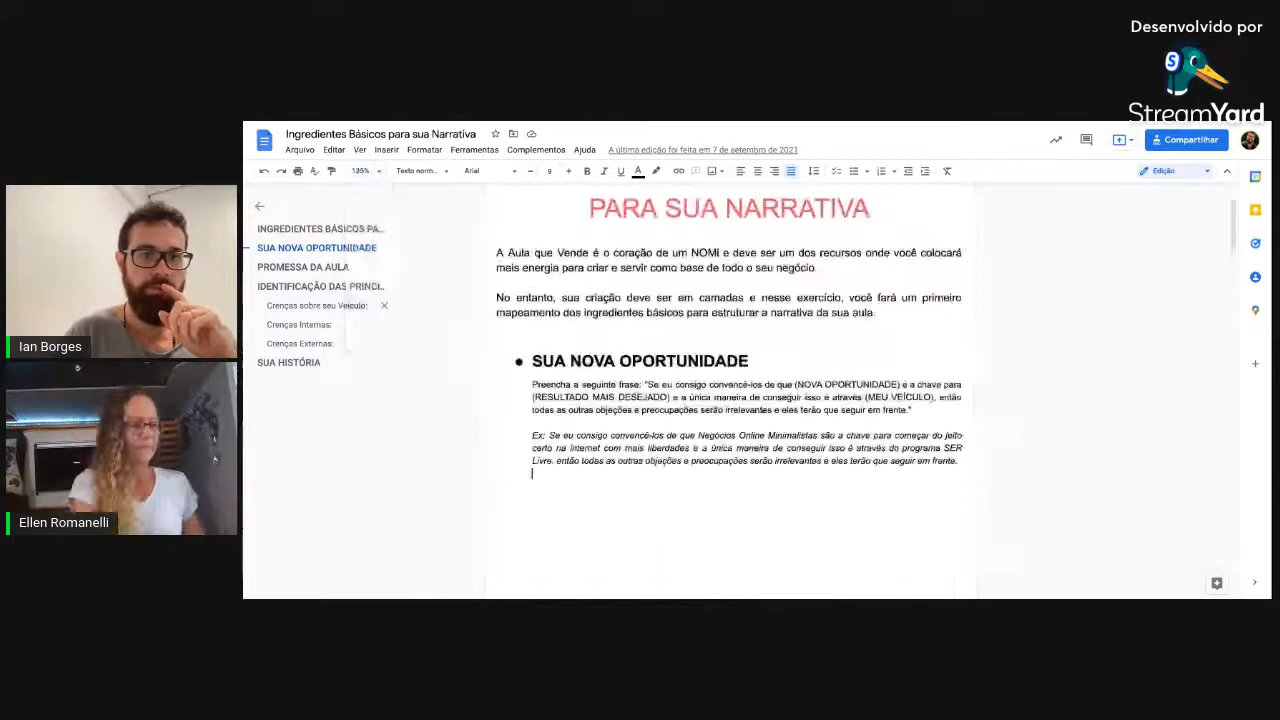 Desenvolvido por
S
StreamYard
Ingredientes Básicos para sua Narrativa
Arquivo Editar Ver Inserir Formatar Ferramentas Complementos Ajuda A última edição foi feita em 7 de setembro de 2021
Compartilhar
125% Texto norm... Arial 9 B I U A Edição
INGREDIENTES BÁSICOS PA...
SUA NOVA OPORTUNIDADE
PROMESSA DA AULA
IDENTIFICAÇÃO DAS PRINCI...
Crenças sobre seu Veículo:
Crenças Internas:
Crenças Externas:
SUA HISTÓRIA
PARA SUA NARRATIVA
A Aula que Vende é o coração de um NOMi e deve ser um dos recursos onde você colocará
mais energia para criar e servir como base de todo o seu negócio.
No entanto, sua criação deve ser em camadas e nesse exercício, você fará um primeiro
mapeamento dos ingredientes básicos para estruturar a narrativa da sua aula.
● SUA NOVA OPORTUNIDADE
Preencha a seguinte frase: "Se eu consigo convencê-los de que (NOVA OPORTUNIDADE) é a chave para
(RESULTADO MAIS DESEJADO) e a única maneira de conseguir isso é através (MEU VEÍCULO), então
todas as outras objeções e preocupações serão irrelevantes e eles terão que seguir em frente."
Ex: Se eu consigo convencê-los de que Negócios Online Minimalistas são a chave para começar do jeito
certo na internet com mais liberdades e a única maneira de conseguir isso é através do programa SER
Livre, então todas as outras objeções e preocupações serão irrelevantes e eles terão que seguir em frente.
Ian Borges
Ellen Romanelli